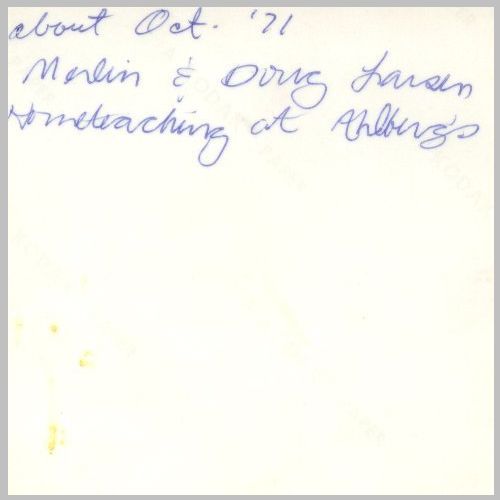 about Oct. '71
Merlin & Doug Larsen
Hometeaching at Ahlberg's